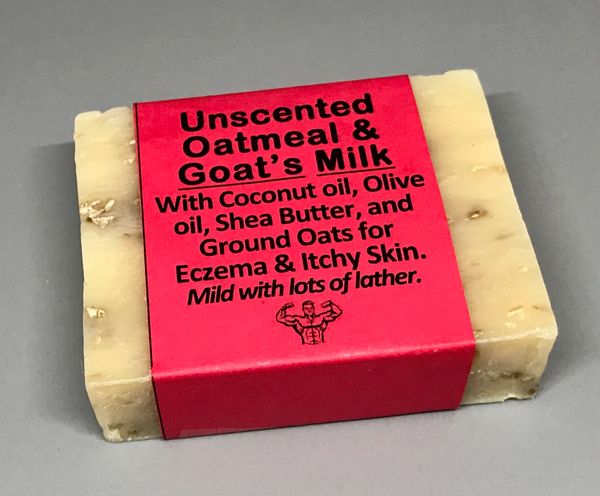 Unscented
Oatmeal &
Goat's Milk
With Coconut oil, Olive
oil, Shea Butter, and
Ground Oats for
Eczema & Itchy Skin.
Mild with lots of lather.